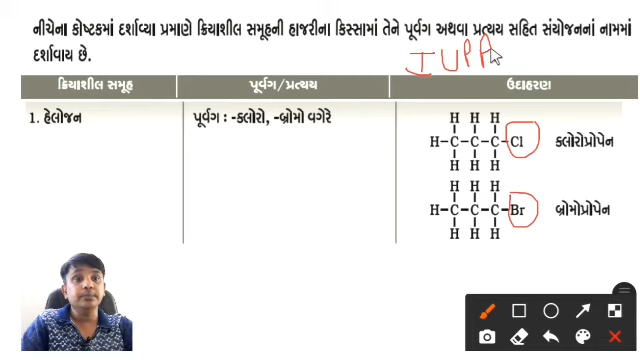 નીચેના કોષ્ટકમાં દર્શાવ્યા પ્રમાણે ક્રિયાશીલ સમૂહની હાજરીના કિસ્સામાં તેને પૂર્વગ અથવા પ્રત્યય સહિત સંયોજનનાં નામમાં
દર્શાવાય છે.
IUPA
ક્રિયાશીલ સમૂહ પૂર્વગ/પ્રત્યય ઉદાહરણ
1. હેલોજન પૂર્વગ : -ક્લોરો, -બ્રોમો વગેરે
H H H
H-C-C-C-Cl ક્લોરોપ્રોપેન
H H H
H H H
H-C-C-C-Br બ્રોમોપ્રોપેન
H H H